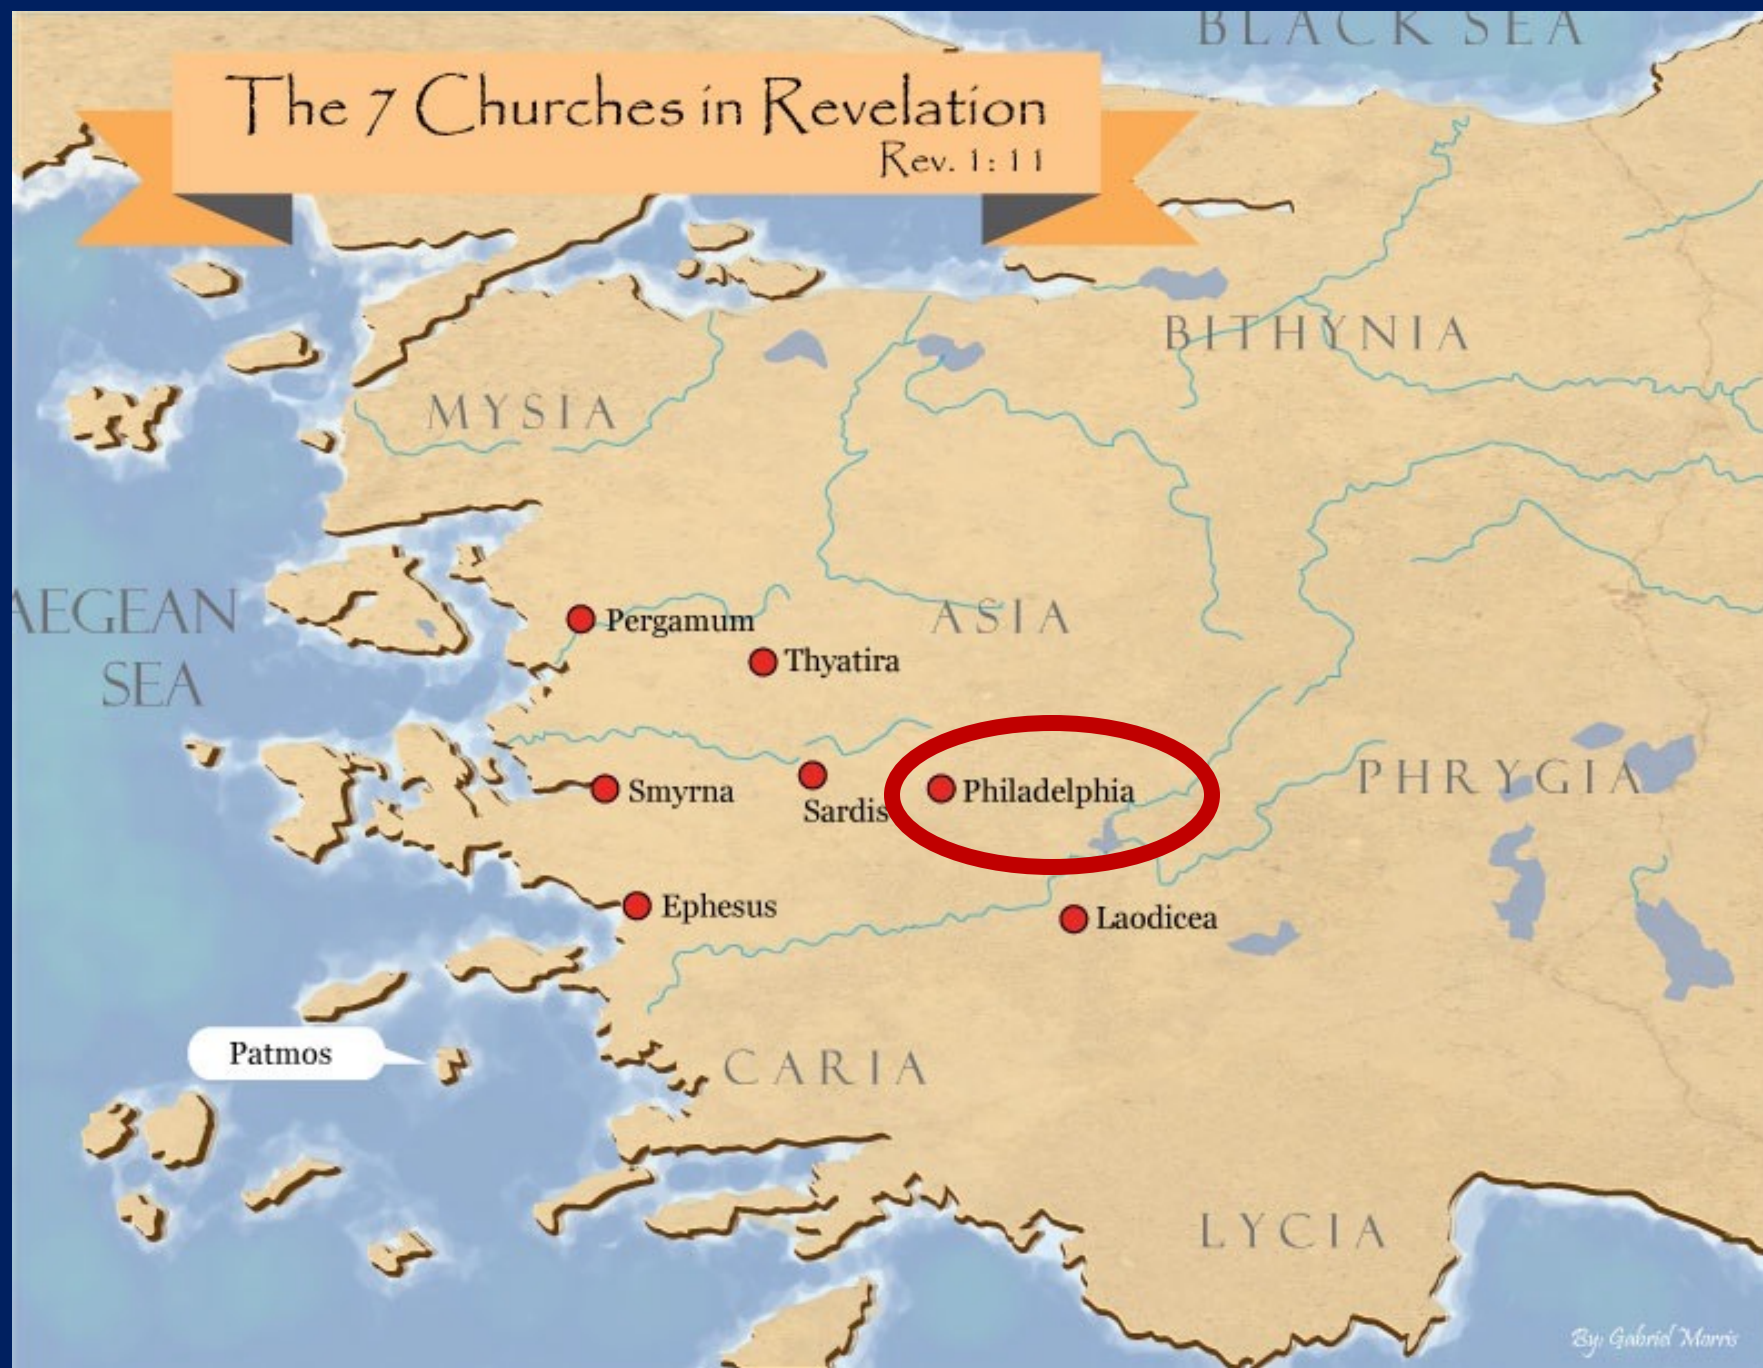 BLACK SEA
The 7 Churches in Revelation
Rev. 1:11
BITHYNIA
MYSIA
AEGEAN
SEA
ASIA
Pergamum
Thyatira
PHRYGIA
Smyrna
Sardis
Philadelphia
Ephesus
Laodicea
Patmos
CARIA
LYCIA
By: Gabriel Morris